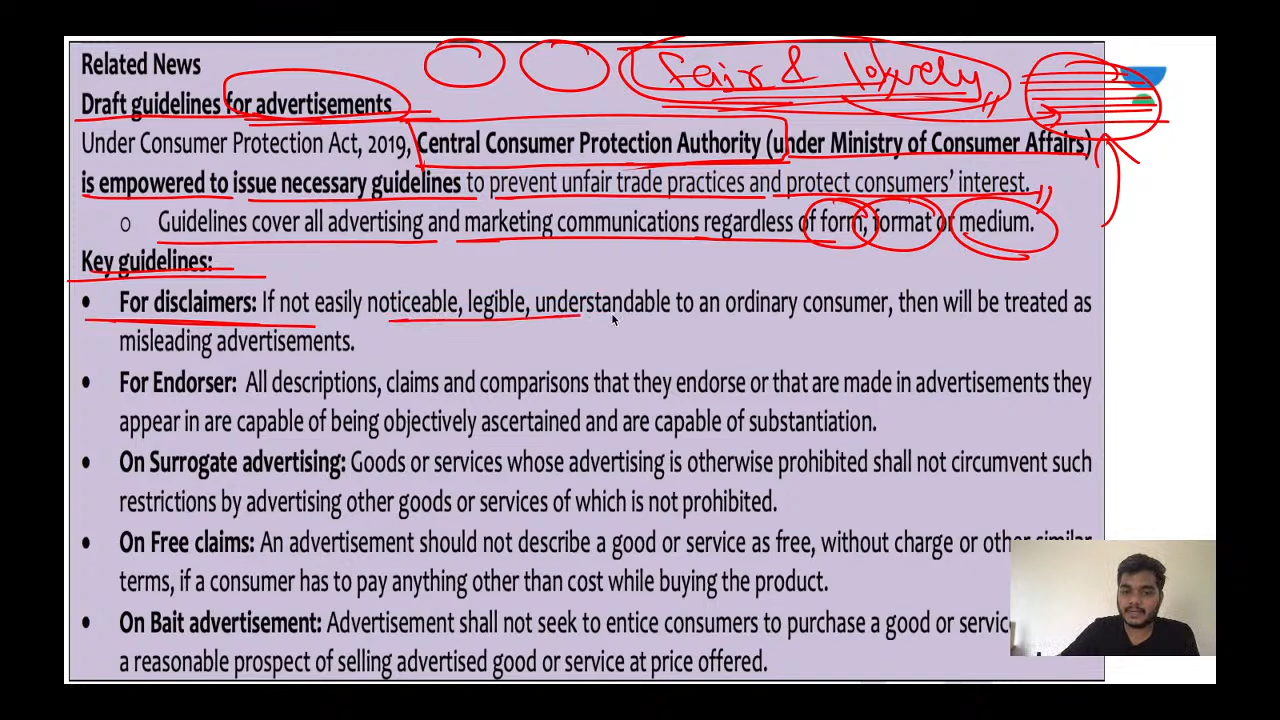 fair & lovely
Related News
Draft guidelines for advertisements
Under Consumer Protection Act, 2019, Central Consumer Protection Authority (under Ministry of Consumer Affairs)
is empowered to issue necessary guidelines to prevent unfair trade practices and protect consumers' interest.
o Guidelines cover all advertising and marketing communications regardless of form, format or medium.
Key guidelines:
• For disclaimers: If not easily noticeable, legible, understandable to an ordinary consumer, then will be treated as
misleading advertisements.
• For Endorser: All descriptions, claims and comparisons that they endorse or that are made in advertisements they
appear in are capable of being objectively ascertained and are capable of substantiation.
• On Surrogate advertising: Goods or services whose advertising is otherwise prohibited shall not circumvent such
restrictions by advertising other goods or services of which is not prohibited.
• On Free claims: An advertisement should not describe a good or service as free, without charge or other similar
terms, if a consumer has to pay anything other than cost while buying the product.
• On Bait advertisement: Advertisement shall not seek to entice consumers to purchase a good or
a reasonable prospect of selling advertised good or service at price offered.